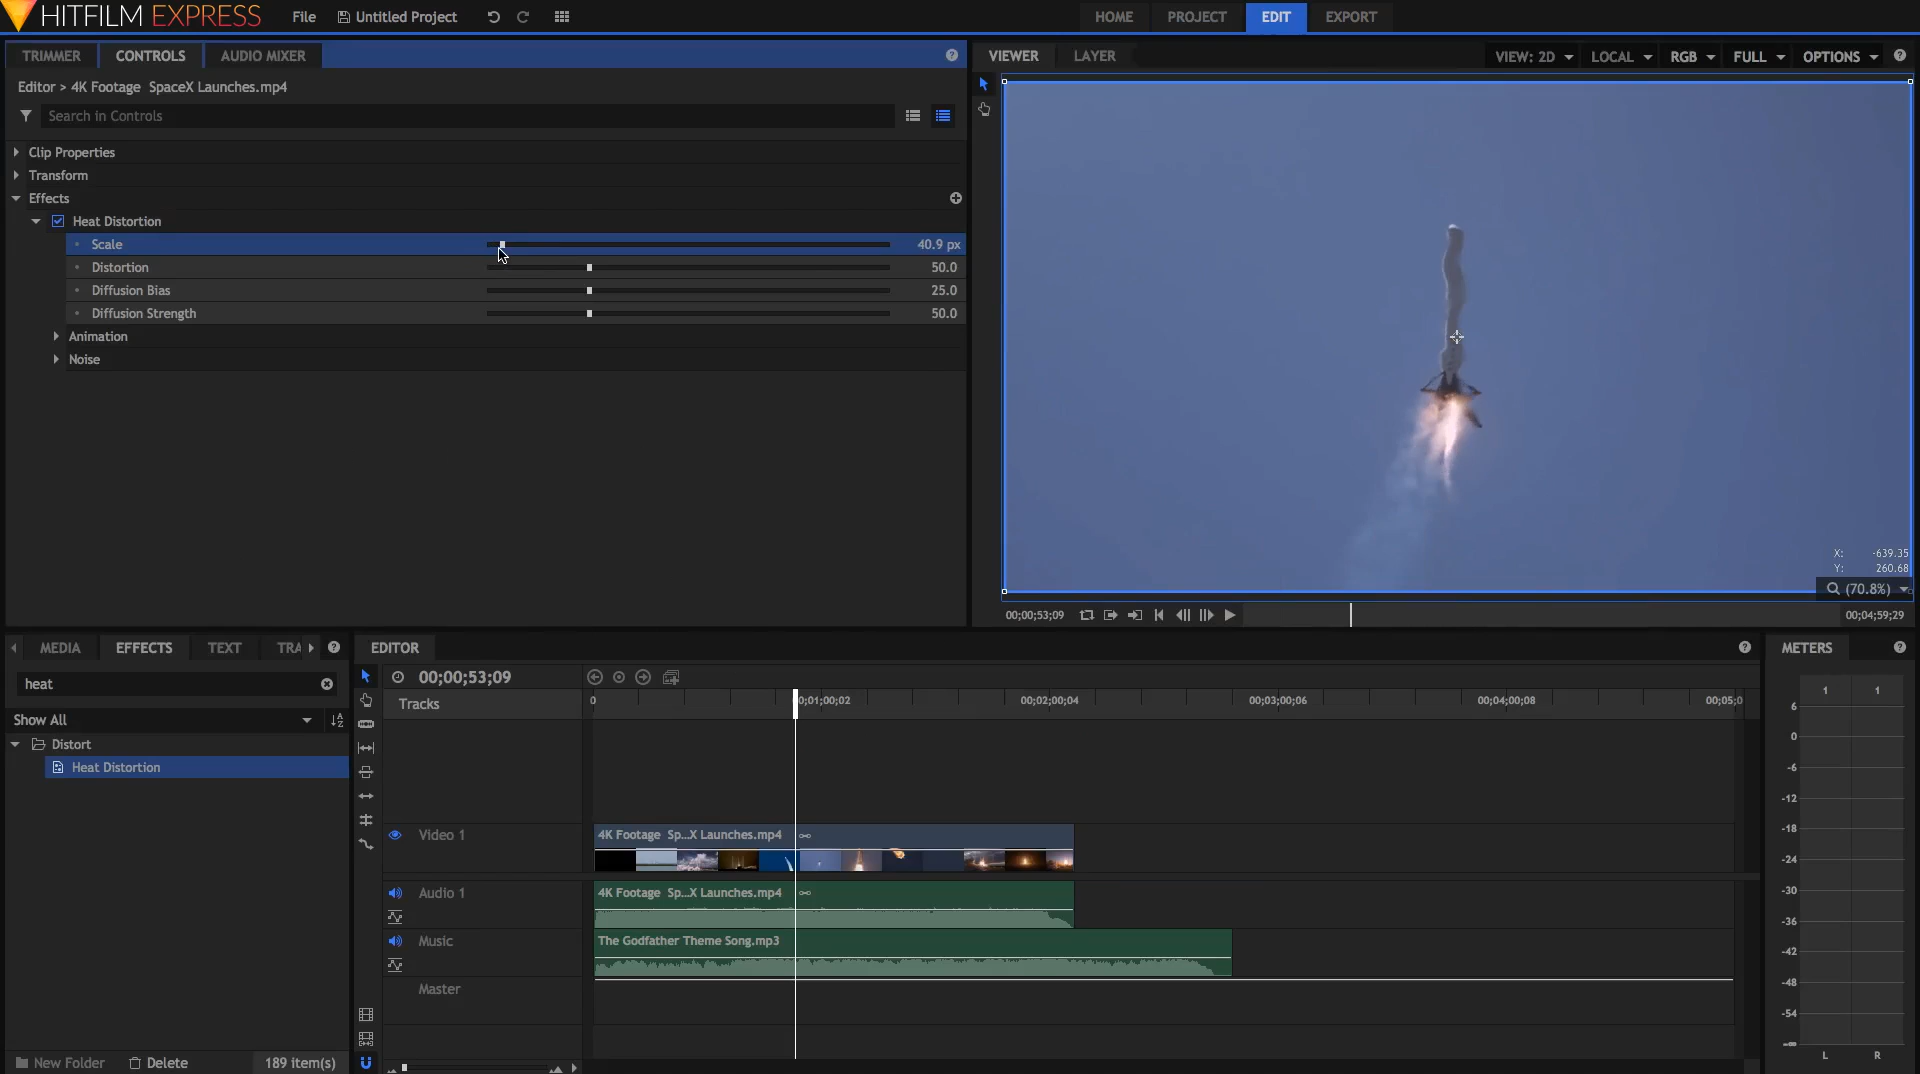 HITFILM EXPRESS
File
Untitled Project
HOME
PROJECT
EDIT
EXPORT
TRIMMER
CONTROLS
AUDIO MIXER
Editor > 4K Footage SpaceX Launches.mp4
Search in Controls
Clip Properties
Transform
Effects
Heat Distortion
Scale
40.9 px
Distortion
50.0
Diffusion Bias
25.0
Diffusion Strength
50.0
Animation
Noise
VIEWER
LAYER
VIEW: 2D
LOCAL
RGB
FULL
OPTIONS
X: -639.35
Y: 260.68
(70.8%)
00;00;53;09
00;04;59;29
MEDIA
EFFECTS
TEXT
TRA
heat
Show All
Distort
Heat Distortion
New Folder
Delete
189 item(s)
EDITOR
00;00;53;09
Tracks
0
0;01;00;02
00;02;00;04
00;03;00;06
00;04;00;08
00;05;0
Video 1
4K Footage Sp...X Launches.mp4
Audio 1
4K Footage Sp...X Launches.mp4
Music
The Godfather Theme Song.mp3
Master
METERS
1
1
6
0
-6
-12
-18
-24
-30
-36
-42
-48
-54
-∞
L
R